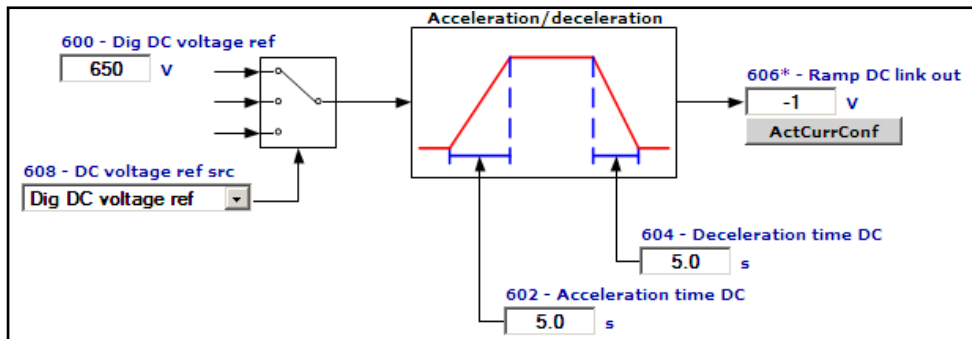 Acceleration/deceleration
600 - Dig DC voltage ref
650 V
606* - Ramp DC link out
-1 V
ActCurrConf
608 - DC voltage ref src
Dig DC voltage ref
604 - Deceleration time DC
5.0 s
602 - Acceleration time DC
5.0 s